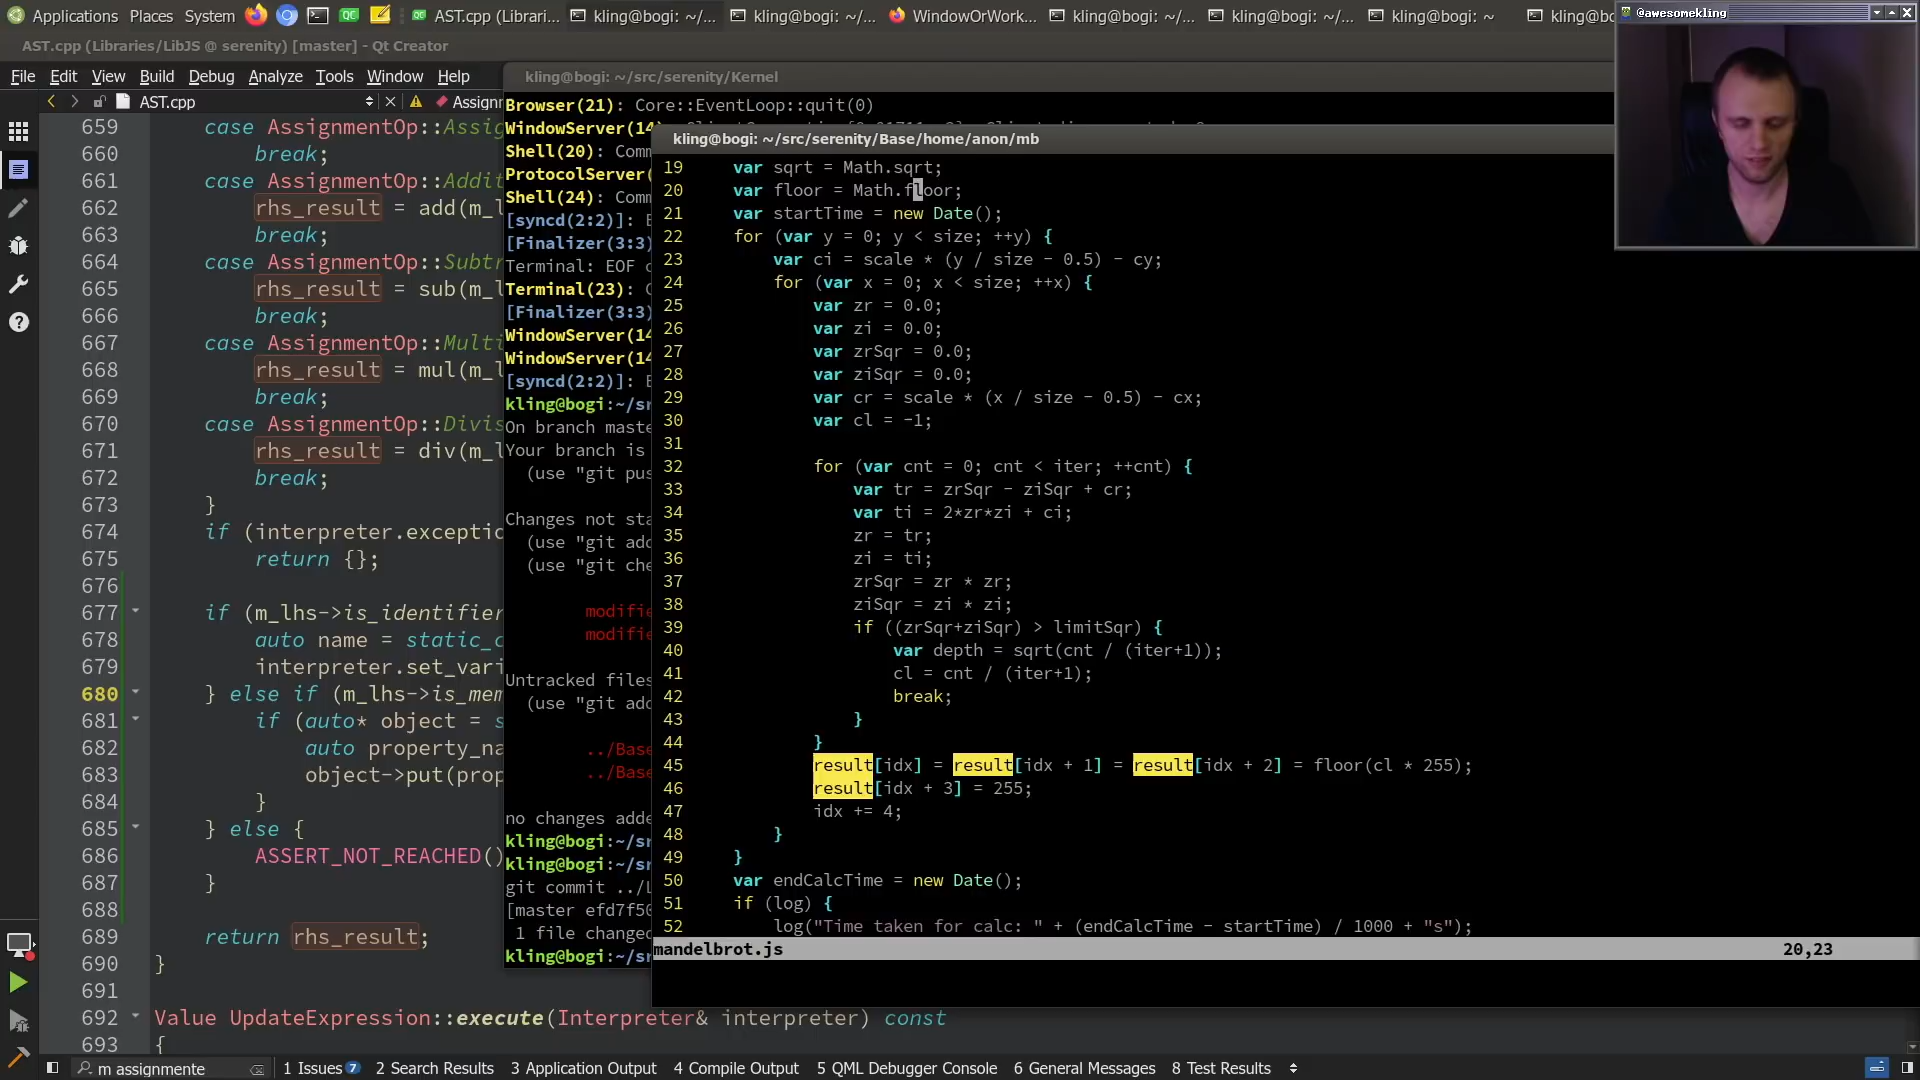 Applications Places System AST.cpp (Librari... kling@bogi: ~/... kling@bogi: ~/... WindowOrWork... kling@bogi: ~/... kling@bogi: ~/... kling@bogi: ~ kling@bo
@awesomekling
AST.cpp (Libraries/LibJS @ serenity) [master] - Qt Creator
File Edit View Build Debug Analyze Tools Window Help
AST.cpp Assignm
659 case AssignmentOp::Assig
660 break;
661 case AssignmentOp::Addit
662 rhs_result = add(m_l
663 break;
664 case AssignmentOp::Subtr
665 rhs_result = sub(m_l
666 break;
667 case AssignmentOp::Multi
668 rhs_result = mul(m_l
669 break;
670 case AssignmentOp::Divis
671 rhs_result = div(m_l
672 break;
673 }
674 if (interpreter.exceptio
675 return {};
676
677 if (m_lhs->is_identifier
678 auto name = static_c
679 interpreter.set_vari
680 } else if (m_lhs->is_mem
681 if (auto* object = s
682 auto property_na
683 object->put(prop
684 }
685 } else {
686 ASSERT_NOT_REACHED()
687 }
688
689 return rhs_result;
690 }
691
692 Value UpdateExpression::execute(Interpreter& interpreter) const
693 {
kling@bogi: ~/src/serenity/Kernel
Browser(21): Core::EventLoop::quit(0)
WindowServer(14)
Shell(20): Comm
ProtocolServer(
Shell(24): Comm
[syncd(2:2)]: E
[Finalizer(3:3)
Terminal: EOF c
Terminal(23): C
[Finalizer(3:3)
WindowServer(14
WindowServer(14
[syncd(2:2)]: E
kling@bogi:~/sr
On branch maste
Your branch is
(use "git pus
Changes not sta
(use "git add
(use "git che
modifie
modifie
Untracked files
(use "git add
../Base
../Base
no changes adde
kling@bogi:~/sr
kling@bogi:~/sr
git commit ../L
[master efd7f50
1 file changed
kling@bogi:~/sr
kling@bogi: ~/src/serenity/Base/home/anon/mb
19 var sqrt = Math.sqrt;
20 var floor = Math.floor;
21 var startTime = new Date();
22 for (var y = 0; y < size; ++y) {
23 var ci = scale * (y / size - 0.5) - cy;
24 for (var x = 0; x < size; ++x) {
25 var zr = 0.0;
26 var zi = 0.0;
27 var zrSqr = 0.0;
28 var ziSqr = 0.0;
29 var cr = scale * (x / size - 0.5) - cx;
30 var cl = -1;
31
32 for (var cnt = 0; cnt < iter; ++cnt) {
33 var tr = zrSqr - ziSqr + cr;
34 var ti = 2*zr*zi + ci;
35 zr = tr;
36 zi = ti;
37 zrSqr = zr * zr;
38 ziSqr = zi * zi;
39 if ((zrSqr+ziSqr) > limitSqr) {
40 var depth = sqrt(cnt / (iter+1));
41 cl = cnt / (iter+1);
42 break;
43 }
44 }
45 result[idx] = result[idx + 1] = result[idx + 2] = floor(cl * 255);
46 result[idx + 3] = 255;
47 idx += 4;
48 }
49 }
50 var endCalcTime = new Date();
51 if (log) {
52 log("Time taken for calc: " + (endCalcTime - startTime) / 1000 + "s");
mandelbrot.js 20,23
m assignmente 1 Issues 7 2 Search Results 3 Application Output 4 Compile Output 5 QML Debugger Console 6 General Messages 8 Test Results